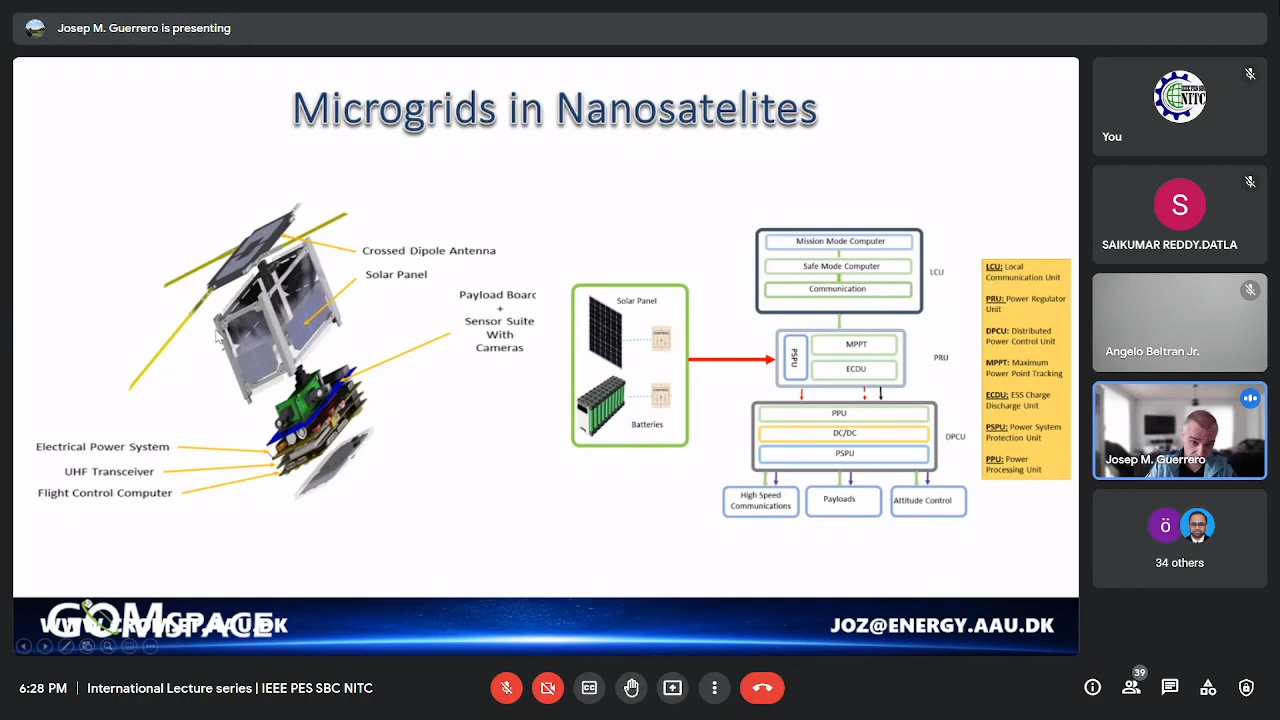 Josep M. Guerrero is presenting
Microgrids in Nanosatelites
Crossed Dipole Antenna
Solar Panel
Payload Board
+
Sensor Suite
With
Cameras
Electrical Power System
UHF Transceiver
Flight Control Computer
Solar Panel
Batteries
Mission Mode Computer
Safe Mode Computer
Communication
LCU
PSPU
MPPT
ECDU
PRU
PPU
DC/DC
PSPU
DPCU
High Speed
Communications
Payloads
Attitude Control
LCU: Local
Communication Unit
PRU: Power Regulator
Unit
DPCU: Distributed
Power Control Unit
MPPT: Maximum
Power Point Tracking
ECDU: ESS Charge
Discharge Unit
PSPU: Power System
Protection Unit
PPU: Power
Processing Unit
GOMSPACE
WWW.CROM.ET.AAU.DK
JOZ@ENERGY.AAU.DK
NITC
You
S
SAIKUMAR REDDY.DATLA
Angelo Beltran Jr.
Josep M. Guerrero
ö
34 others
6:28 PM | International Lecture series | IEEE PES SBC NITC
39